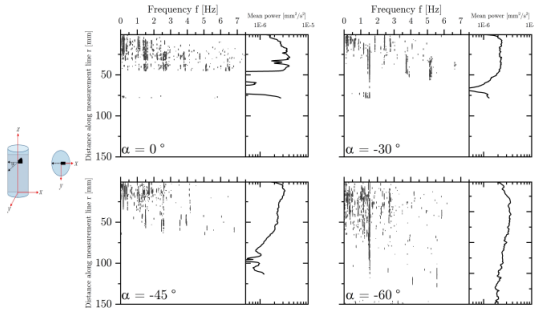 Frequency f [Hz]
Mean power [mm²/s²]
0 1 2 3 4 5 6 7
1E-6 1E-5
Distance along measurement line r [mm]
50
100
150
α = 0°
Frequency f [Hz]
Mean power [mm²/s²]
0 1 2 3 4 5 6 7
1E-6
α = -30°
z
y
x
y
x
y
Distance along measurement line r [mm]
50
100
150
α = -45°
α = -60°